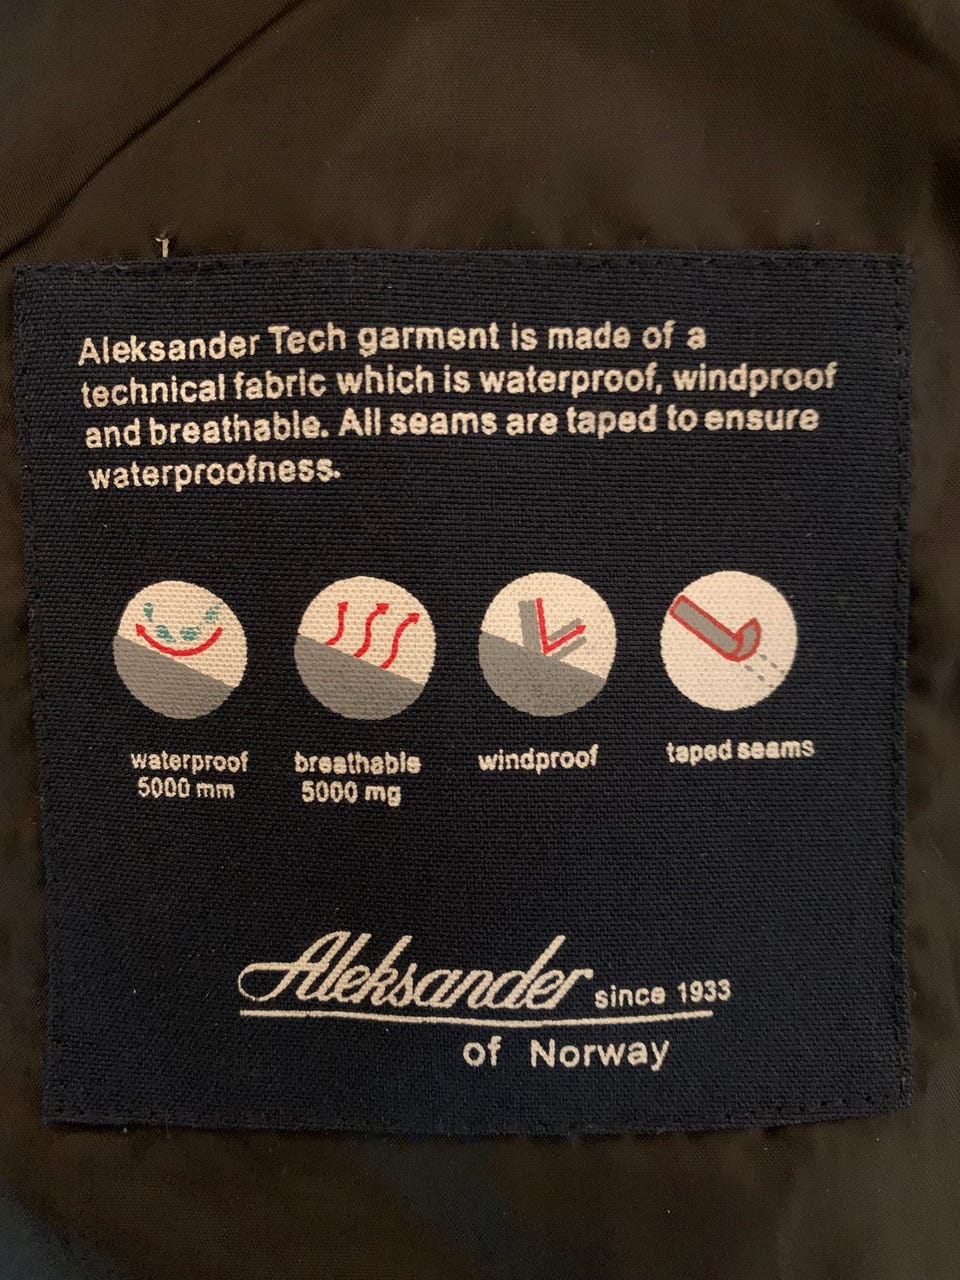 Aleksander Tech garment is made of a
technical fabric which is waterproof, windproof
and breathable. All seams are taped to ensure
waterproofness.
waterproof
5000 mm
breathable
5000 mg
windproof
taped seams
Aleksander since 1933
of Norway